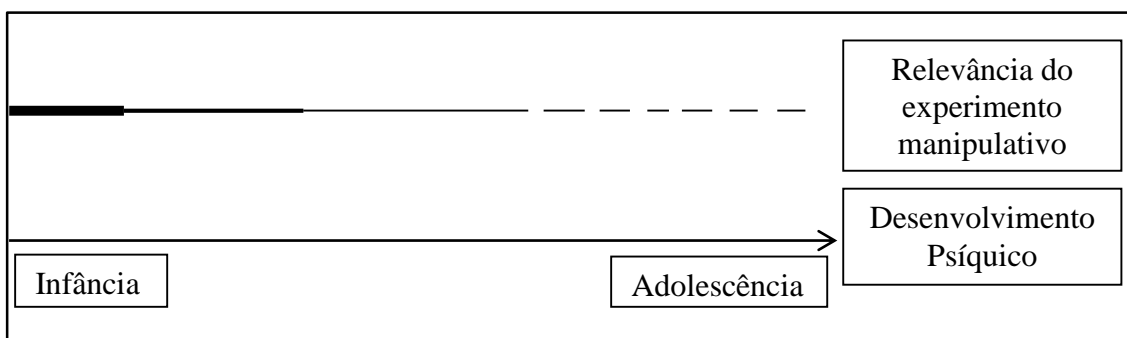 Relevância do
experimento
manipulativo
Desenvolvimento
Psíquico
Infância
Adolescência